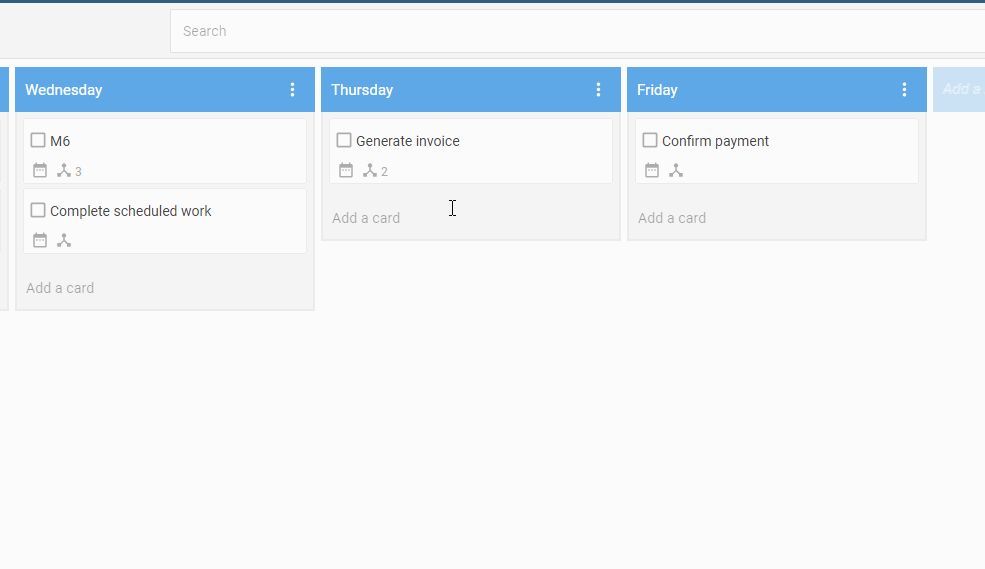 Search
Wednesday
M6
3
Complete scheduled work
Add a card
Thursday
Generate invoice
2
Add a card
Friday
Confirm payment
Add a card
Add a